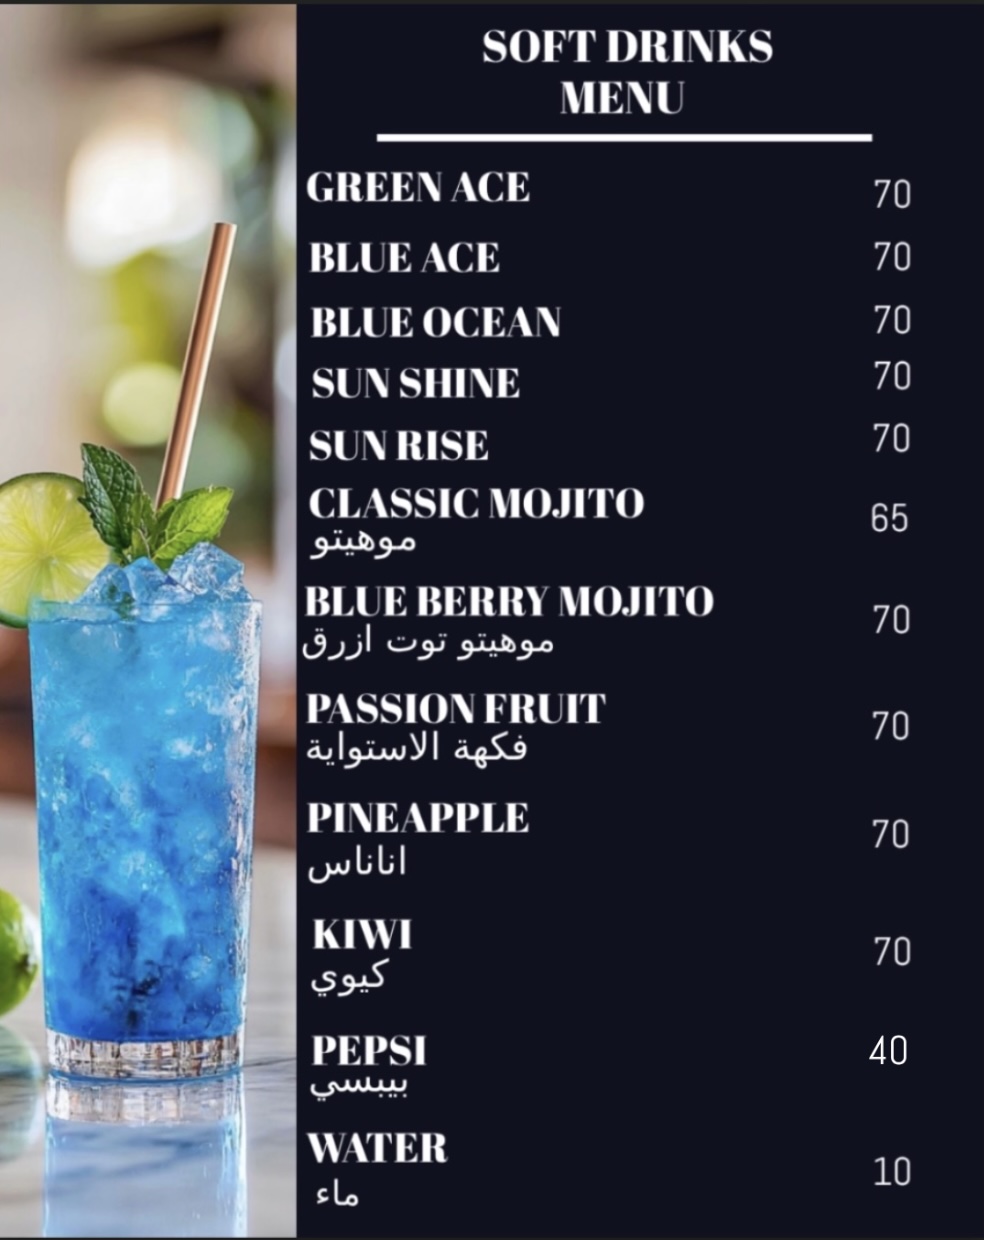 SOFT DRINKS
MENU
GREEN ACE 70
BLUE ACE 70
BLUE OCEAN 70
SUN SHINE 70
SUN RISE 70
CLASSIC MOJITO 65
موهيتو
BLUE BERRY MOJITO 70
موهيتو توت ازرق
PASSION FRUIT 70
فكهة الاستواية
PINEAPPLE 70
اناناس
KIWI 70
كيوي
PEPSI 40
بيبسي
WATER 10
ماء